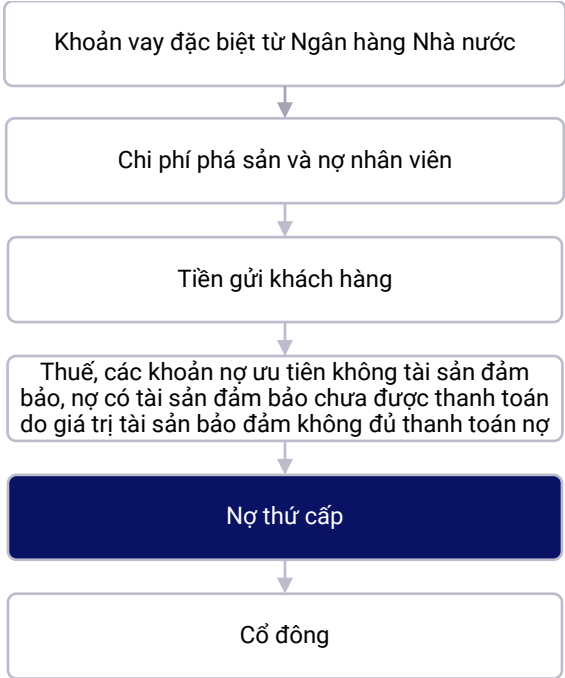 Khoản vay đặc biệt từ Ngân hàng Nhà nước
Chi phí phá sản và nợ nhân viên
Tiền gửi khách hàng
Thuế, các khoản nợ ưu tiên không tài sản đảm
bảo, nợ có tài sản đảm bảo chưa được thanh toán
do giá trị tài sản bảo đảm không đủ thanh toán nợ
Nợ thứ cấp
Cổ đông